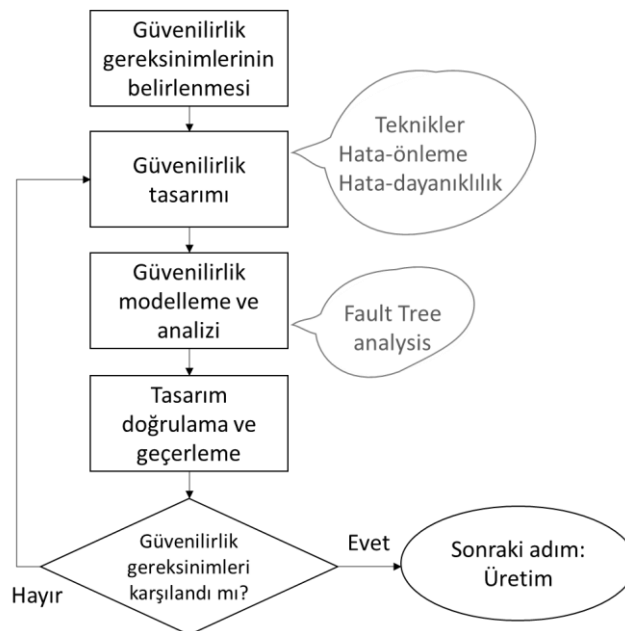 Güvenilirlik
gereksinimlerinin
belirlenmesi
Teknikler
Hata-önleme
Hata-dayanıklılık
Güvenilirlik
tasarımı
Güvenilirlik
modelleme ve
analizi
Fault Tree
analysis
Tasarım
doğrulama ve
geçerleme
Güvenilirlik
gereksinimleri
karşılandı mı?
Evet
Sonraki adım:
Üretim
Hayır